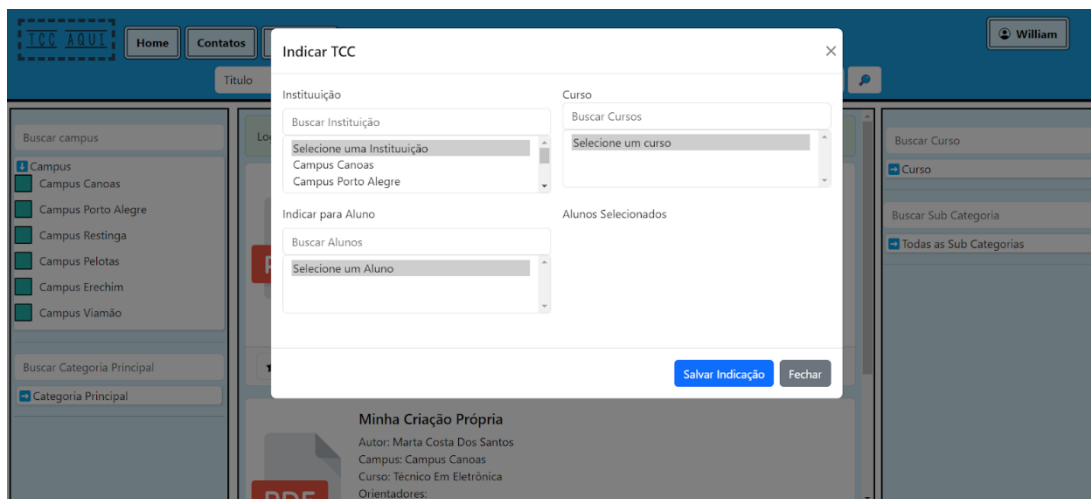 TCC AQUI
Home
Contatos
William
Titulo
Indicar TCC
Instituuição
Buscar Instituição
Selecione uma Instituuição
Campus Canoas
Campus Porto Alegre
Curso
Buscar Cursos
Selecione um curso
Indicar para Aluno
Buscar Alunos
Selecione um Aluno
Alunos Selecionados
Salvar Indicação
Fechar
Buscar campus
Campus
Campus Canoas
Campus Porto Alegre
Campus Restinga
Campus Pelotas
Campus Erechim
Campus Viamão
Buscar Categoria Principal
Categoria Principal
Minha Criação Própria
Autor: Marta Costa Dos Santos
Campus: Campus Canoas
Curso: Técnico Em Eletrônica
Orientadores:
PDF
Buscar Curso
Curso
Buscar Sub Categoria
Todas as Sub Categorias